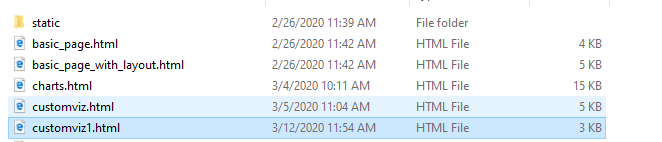 static 2/26/2020 11:39 AM File folder
basic_page.html 2/26/2020 11:42 AM HTML File 4 KB
basic_page_with_layout.html 2/26/2020 11:42 AM HTML File 5 KB
charts.html 3/4/2020 10:11 AM HTML File 15 KB
customviz.html 3/5/2020 11:04 AM HTML File 5 KB
customviz1.html 3/12/2020 11:54 AM HTML File 3 KB